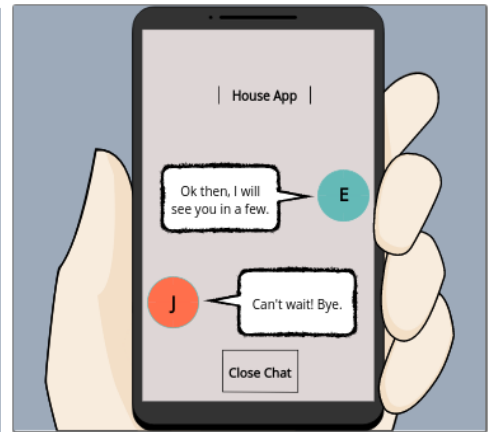 House App
Ok then, I will
see you in a few.
E
J
Can't wait! Bye.
Close Chat